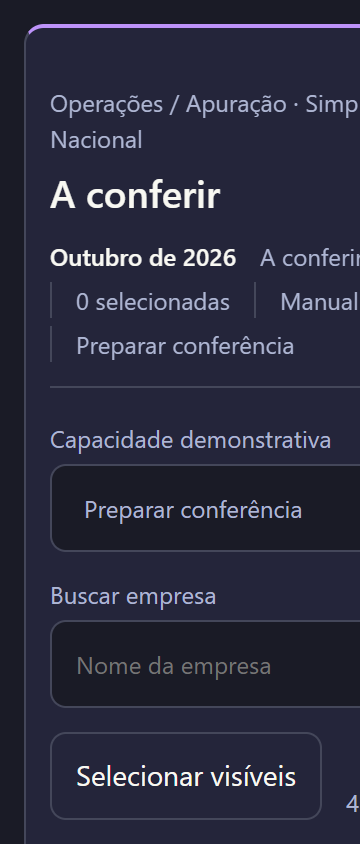 Operações / Apuração · Simp
Nacional
A conferir
Outubro de 2026 A conferir
0 selecionadas Manual
Preparar conferência
Capacidade demonstrativa
Preparar conferência
Buscar empresa
Nome da empresa
Selecionar visíveis
4